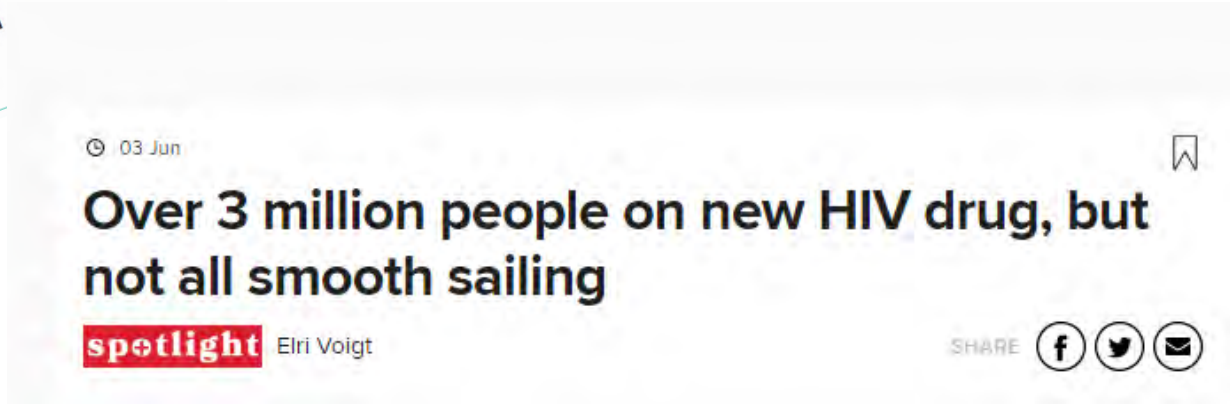 03 Jun
Over 3 million people on new HIV drug, but
not all smooth sailing
spotlight Elri Voigt
SHARE